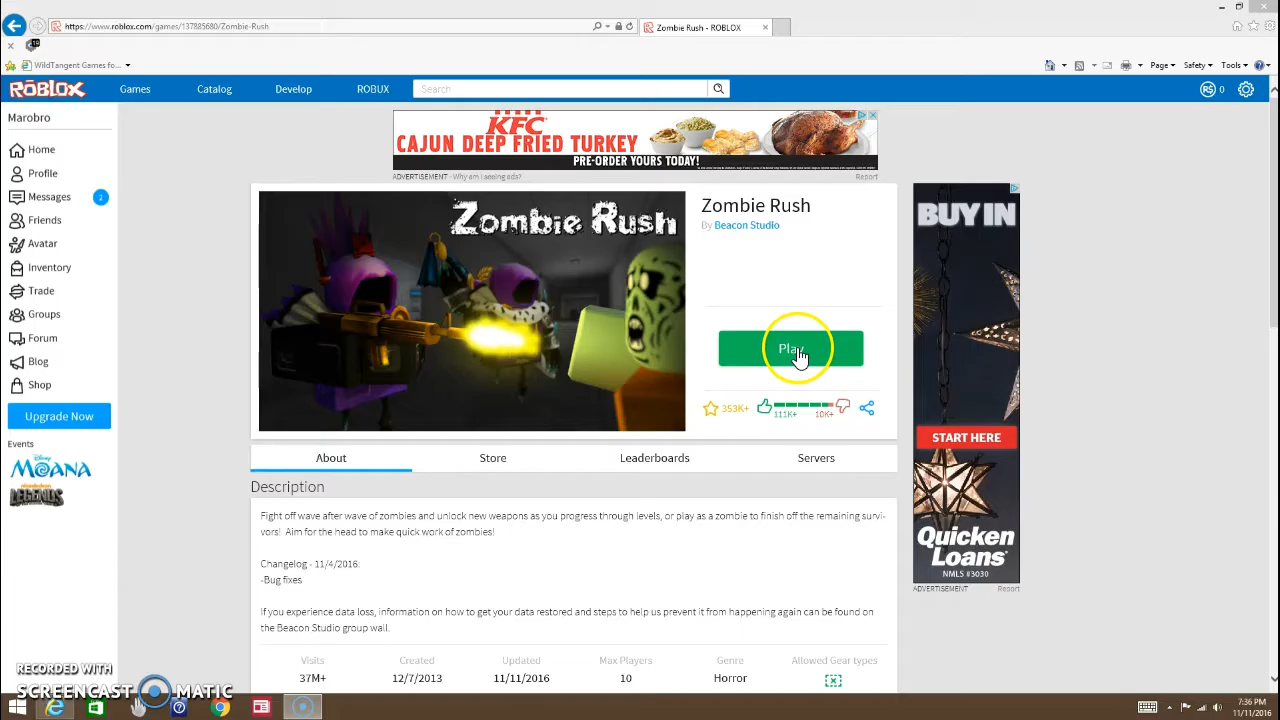 https://www.roblox.com/games/137885680/Zombie-Rush
Zombie Rush - ROBLOX
19
WildTangent Games fo...
Page
Safety
Tools
ROBLOX
Games
Catalog
Develop
ROBUX
Search
R$ 0
Marobro
Home
Profile
Messages
2
Friends
Avatar
Inventory
Trade
Groups
Forum
Blog
Shop
Upgrade Now
Events
Disney
MOANA
LEGENDS
KFC
CAJUN DEEP FRIED TURKEY
PRE-ORDER YOURS TODAY!
ADVERTISEMENT - Why am I seeing ads?
Report
Zombie Rush
Zombie Rush
By Beacon Studio
Play
353K+
111K+
10K+
About
Store
Leaderboards
Servers
Description
Fight off wave after wave of zombies and unlock new weapons as you progress through levels, or play as a zombie to finish off the remaining survi-
vors! Aim for the head to make quick work of zombies!
Changelog - 11/4/2016:
-Bug fixes
If you experience data loss, information on how to get your data restored and steps to help us prevent it from happening again can be found on
the Beacon Studio group wall.
Visits
Created
Updated
Max Players
Genre
Allowed Gear types
37M+
12/7/2013
11/11/2016
10
Horror
BUY IN
START HERE
Quicken
Loans
NMLS #3030
ADVERTISEMENT
Report
RECORDED WITH
SCREENCAST MATIC
7:36 PM
11/11/2016